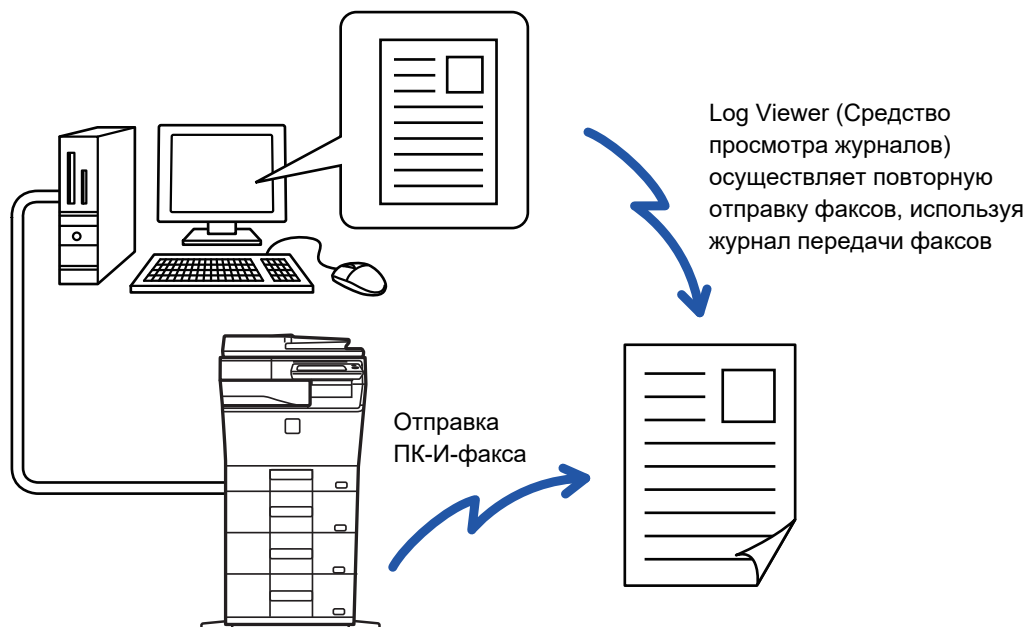 Log Viewer (Средство
просмотра журналов)
осуществляет повторную
отправку факсов, используя
журнал передачи факсов
Отправка
ПК-И-факса